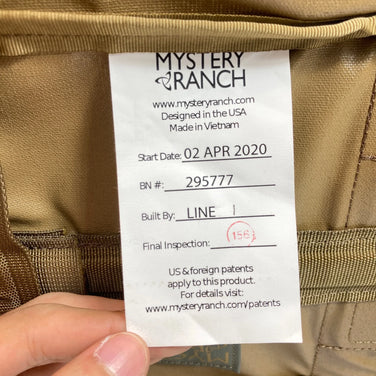 MYSTERY
RANCH
www.mysteryranch.com
Designed in the USA
Made in Vietnam
Start Date: 02 APR 2020
BN #: 295777
Built By: LINE 1
Final Inspection: 156
US & foreign patents
apply to this product.
For details visit:
www.mysteryranch.com/patents